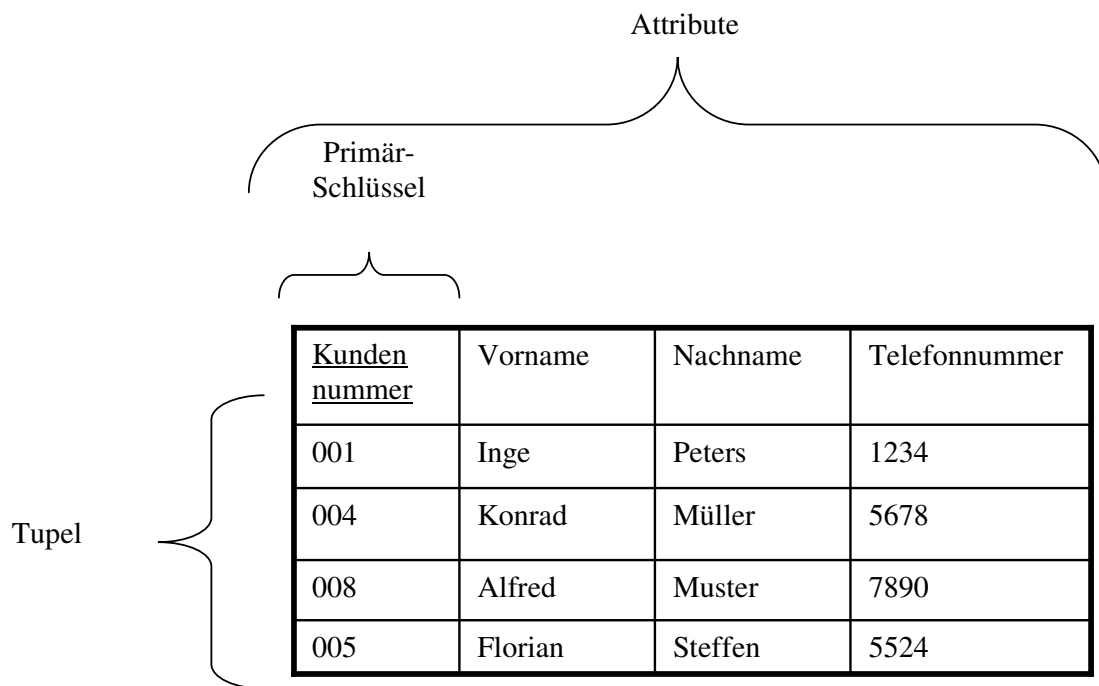 Attribute
Primär-
Schlüssel
Kunden
nummer
Vorname
Nachname
Telefonnummer
001 Inge Peters 1234
Tupel
004 Konrad Müller 5678
008 Alfred Muster 7890
005 Florian Steffen 5524